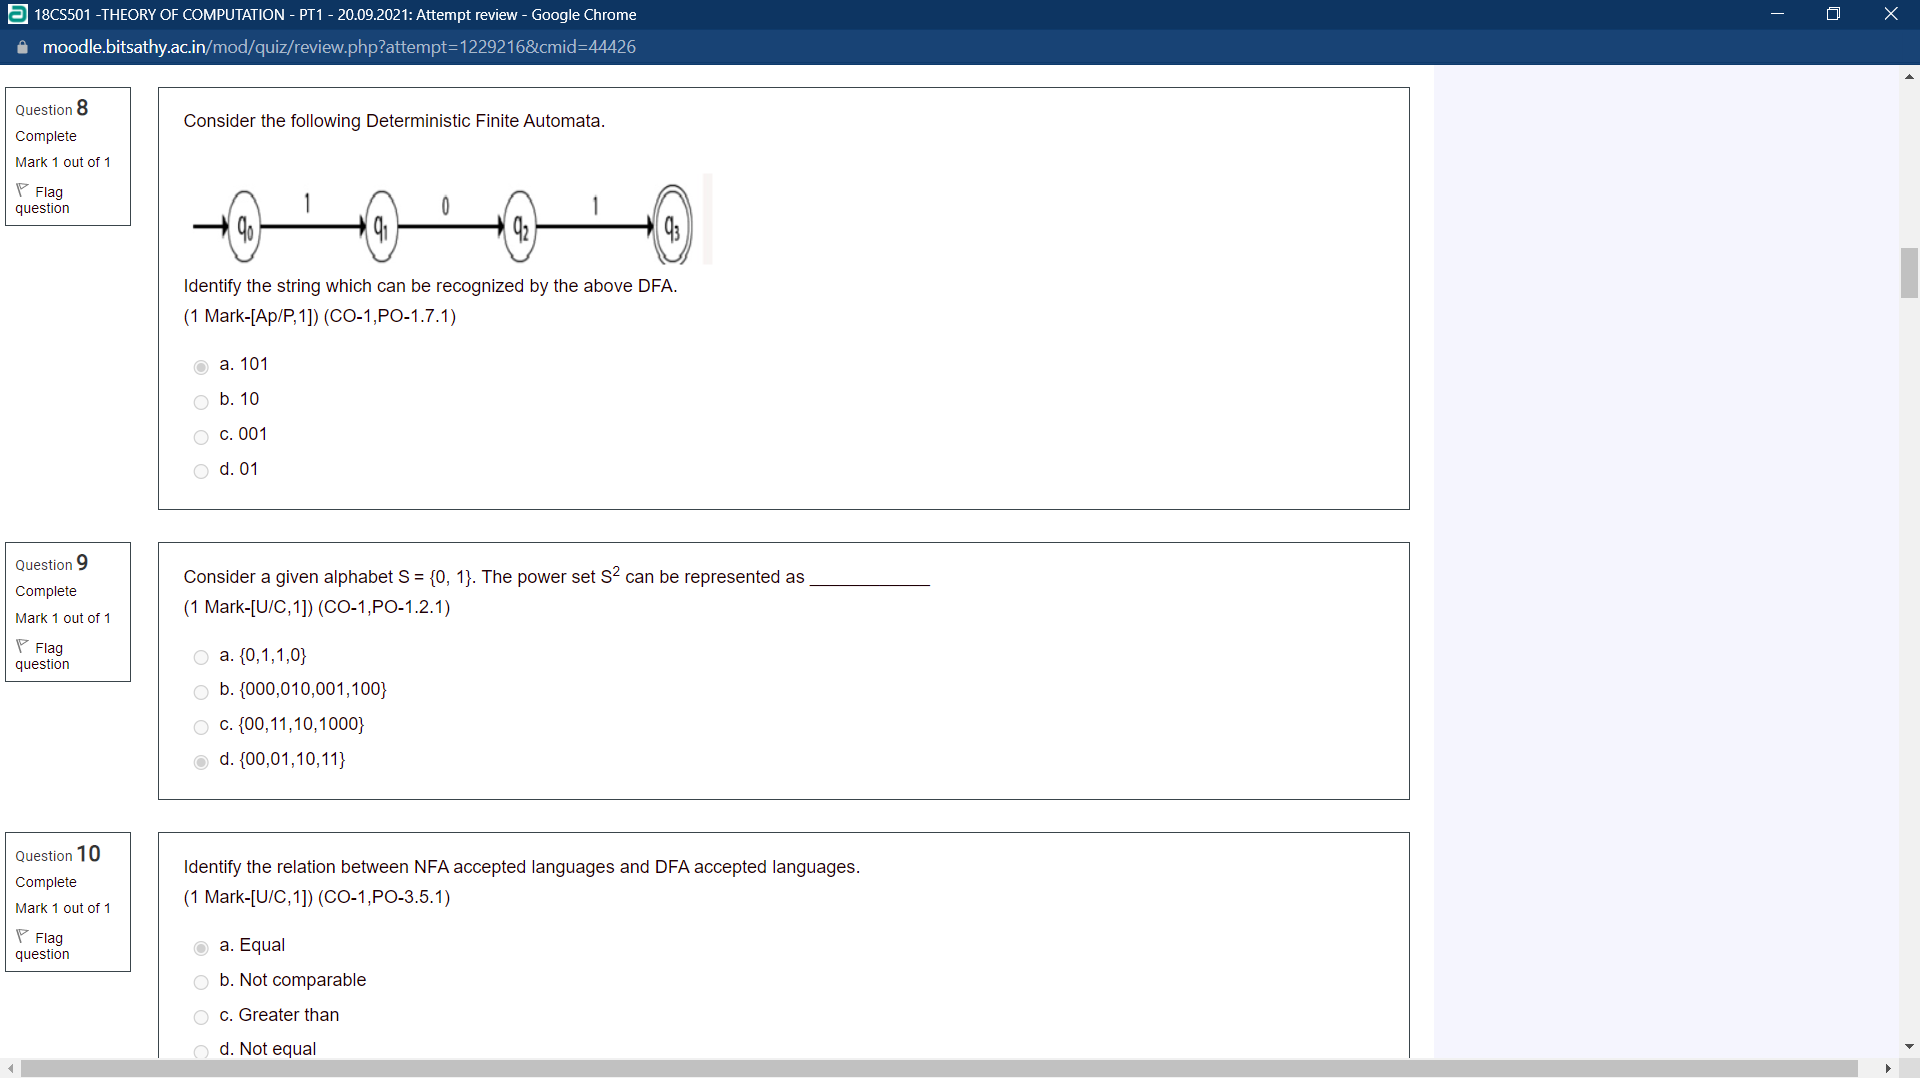 18CS501 -THEORY OF COMPUTATION - PT1 - 20.09.2021: Attempt review - Google Chrome
moodle.bitsathy.ac.in/mod/quiz/review.php?attempt=1229216&cmid=44426
Question 8
Complete
Mark 1 out of 1
Flag
question
Consider the following Deterministic Finite Automata.
1 0 1
q0 q1 q2 q3
Identify the string which can be recognized by the above DFA.
(1 Mark-[Ap/P,1]) (CO-1,PO-1.7.1)
a. 101
b. 10
c. 001
d. 01
Question 9
Complete
Mark 1 out of 1
Flag
question
Consider a given alphabet S = {0, 1}. The power set S² can be represented as ____________
(1 Mark-[U/C,1]) (CO-1,PO-1.2.1)
a. {0,1,1,0}
b. {000,010,001,100}
c. {00,11,10,1000}
d. {00,01,10,11}
Question 10
Complete
Mark 1 out of 1
Flag
question
Identify the relation between NFA accepted languages and DFA accepted languages.
(1 Mark-[U/C,1]) (CO-1,PO-3.5.1)
a. Equal
b. Not comparable
c. Greater than
d. Not equal